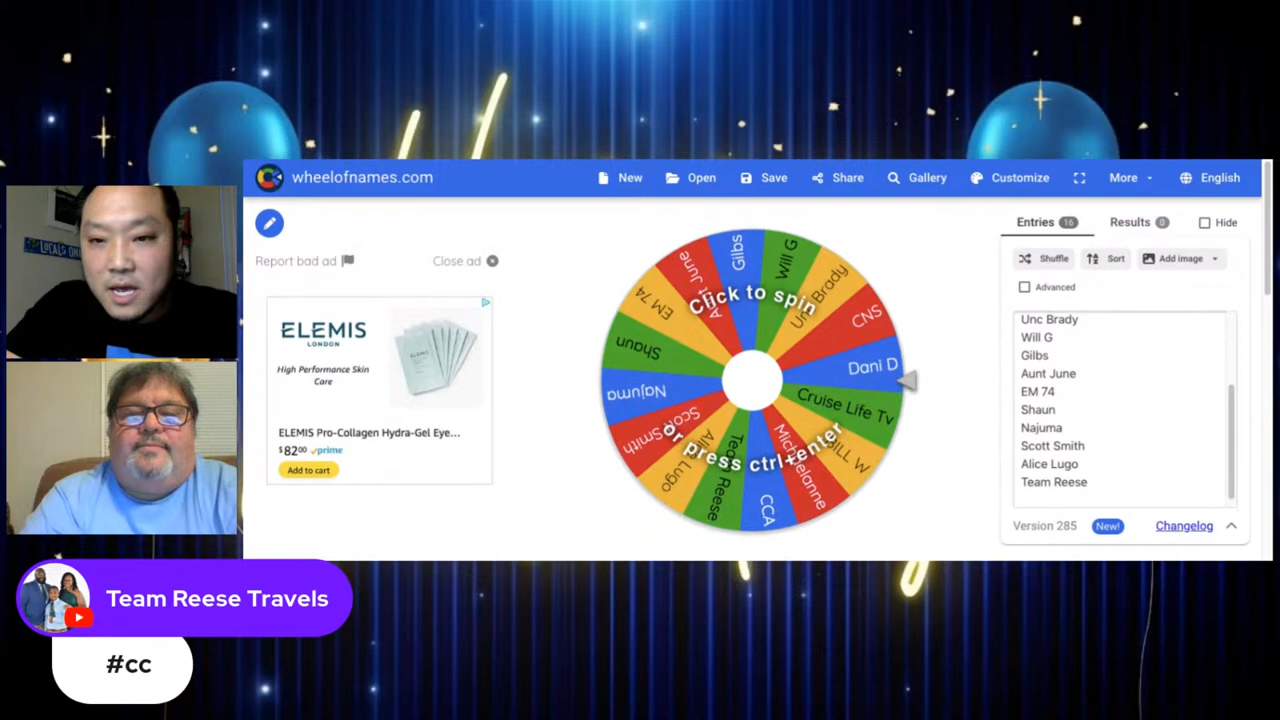 wheelofnames.com
New
Open
Save
Share
Gallery
Customize
More
English
LOCALS ONLY
Report bad ad
Close ad
ELEMIS
LONDON
High Performance Skin
Care
ELEMIS Pro-Collagen Hydra-Gel Eye...
$82⁰⁰ prime
Add to cart
Gilbs
Will G
Unc Brady
CNS
Dani D
Cruise Life Tv
BILL W
Michaelanne
CCA
Team Reese
Alice Lugo
Scott Smith
Najuma
Shaun
EM 74
Aunt June
Click to spin
or press ctrl+enter
Entries 16
Results 0
Hide
Shuffle
Sort
Add image
Advanced
Unc Brady
Will G
Gilbs
Aunt June
EM 74
Shaun
Najuma
Scott Smith
Alice Lugo
Team Reese
Version 285
New!
Changelog
Team Reese Travels
#cc